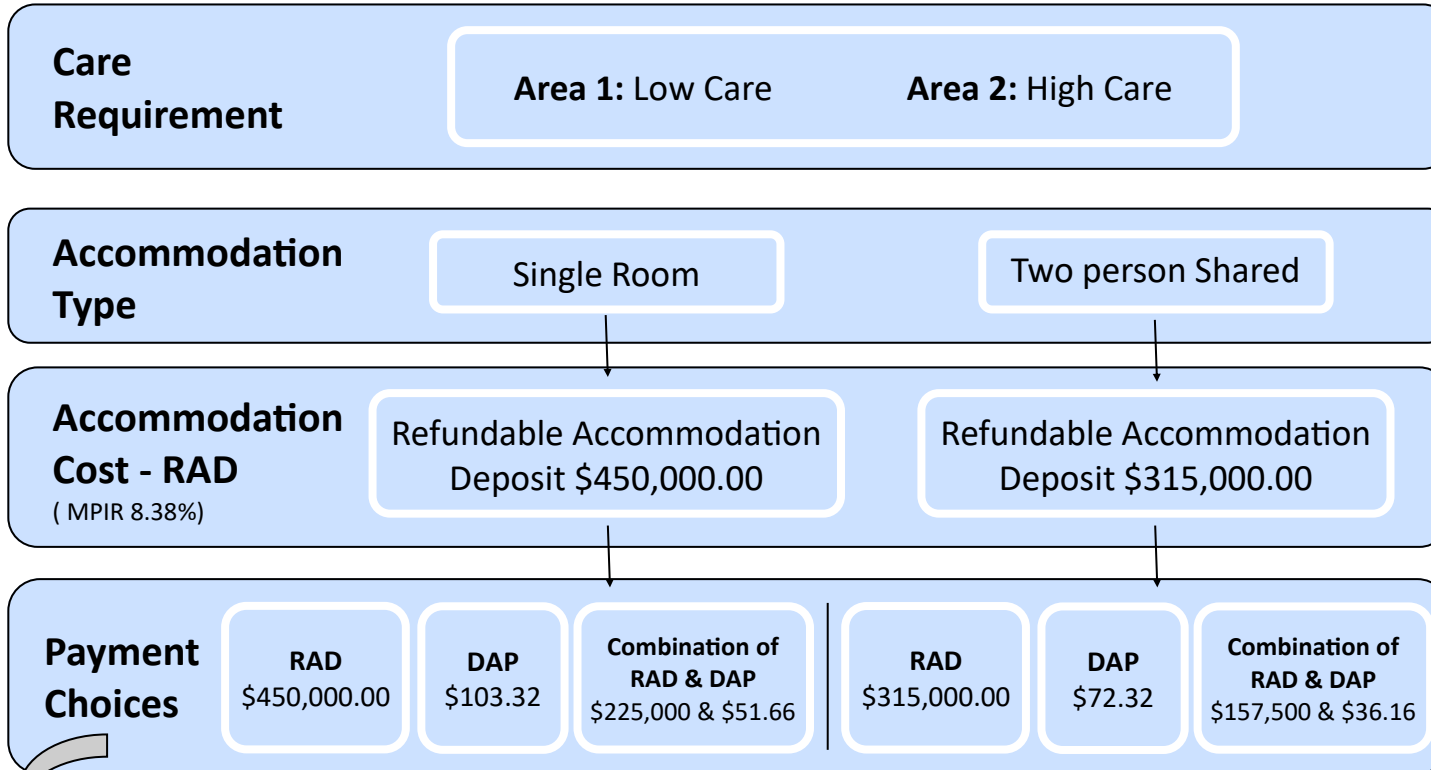 Care
Requirement
Area 1: Low Care
Area 2: High Care
Accommodation
Type
Single Room
Two person Shared
Accommodation
Cost - RAD
( MPIR 8.38%)
Refundable Accommodation
Deposit $450,000.00
Refundable Accommodation
Deposit $315,000.00
Payment
Choices
RAD
$450,000.00
DAP
$103.32
Combination of
RAD & DAP
$225,000 & $51.66
RAD
$315,000.00
DAP
$72.32
Combination of
RAD & DAP
$157,500 & $36.16